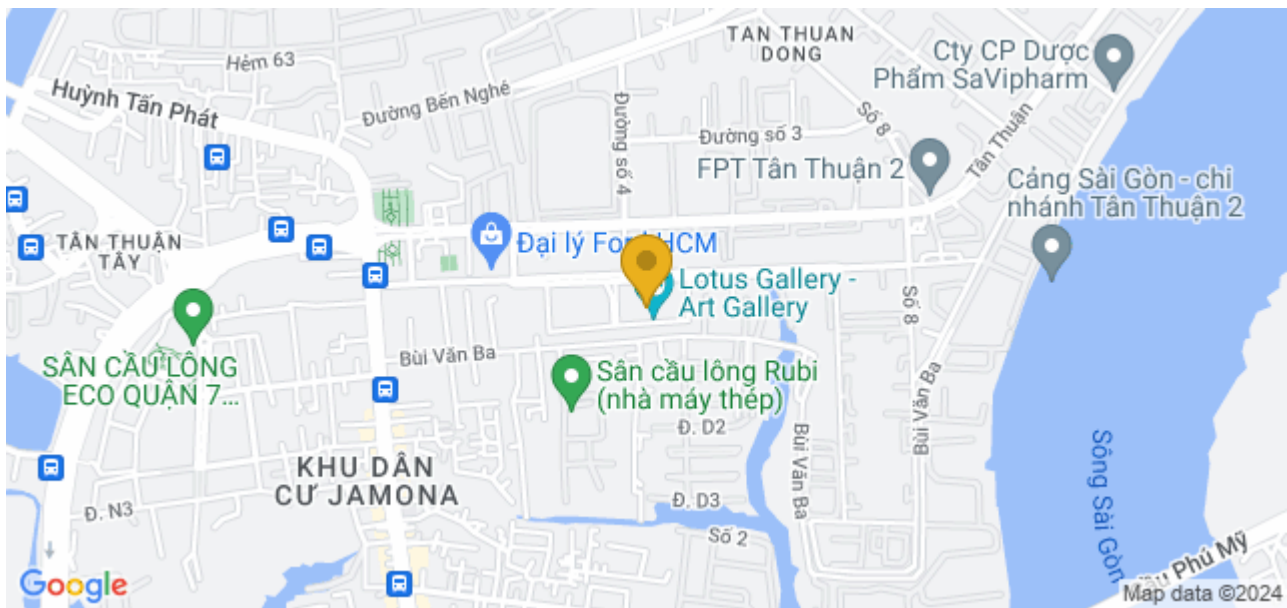 TAN THUAN
DONG
Cty CP Dược
Phẩm SaVipharm
Hẻm 63
Huỳnh Tấn Phát
Đường Bến Nghé
Đường số 4
Đường số 3
Số 8
Tân Thuận
FPT Tân Thuận 2
Cảng Sài Gòn - chi
nhánh Tân Thuận 2
TÂN THUẬN
TÂY
Đại lý Ford HCM
Lotus Gallery -
Art Gallery
Số 8
Bùi Văn Ba
SÂN CẦU LÔNG
ECO QUẬN 7...
Sân cầu lông Rubi
(nhà máy thép)
Bùi Văn Ba
Đ. D2
Bùi Văn Ba
KHU DÂN
CƯ JAMONA
Đ. N3
Đ. D3
Số 2
Sông Sài Gòn
Phú Mỹ
Google
Map data ©2024